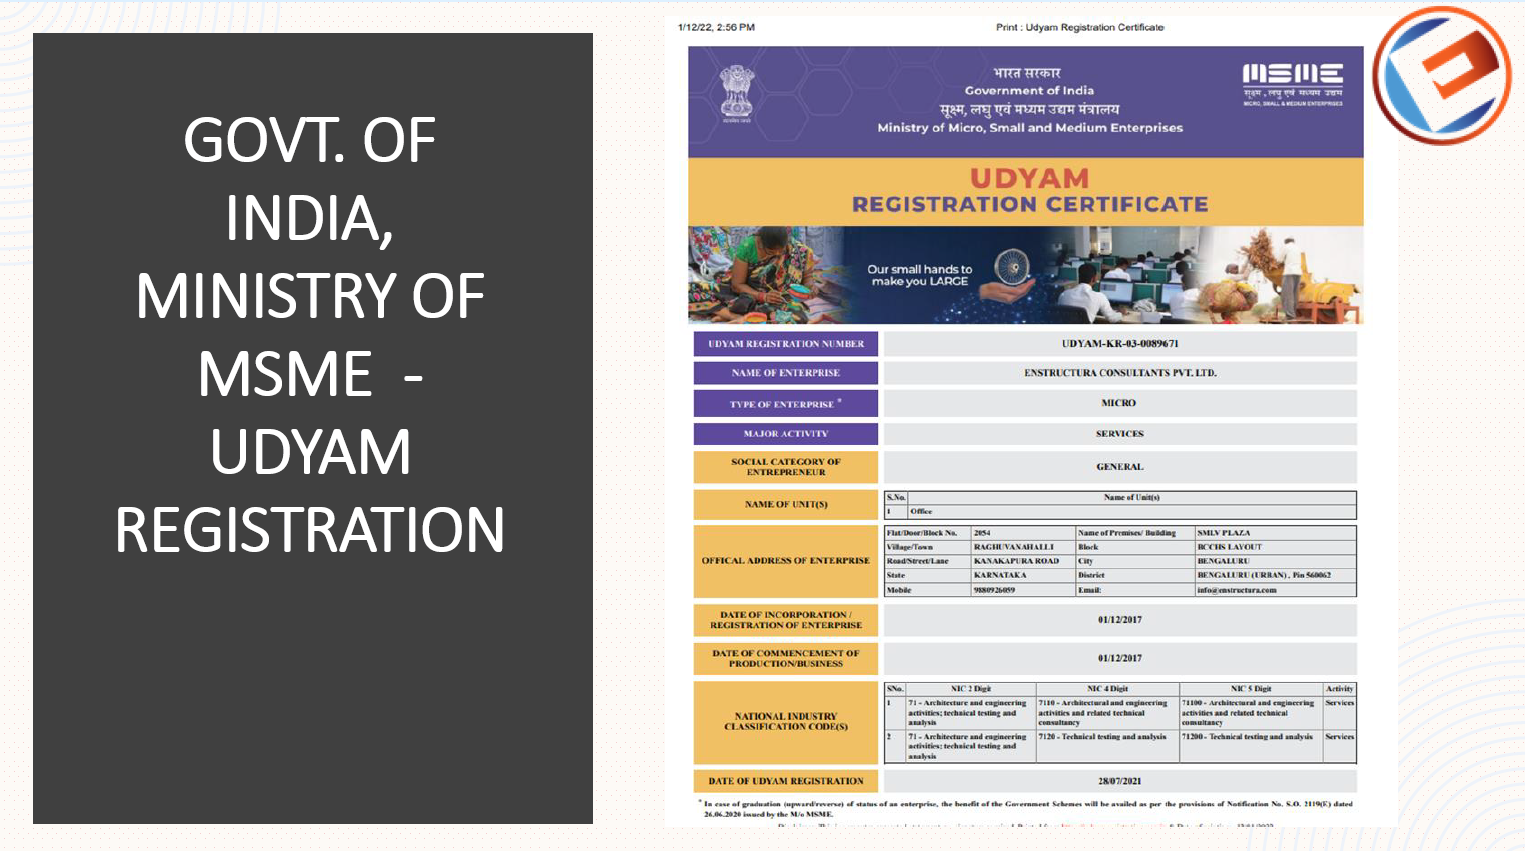 GOVT. OF
INDIA,
MINISTRY OF
MSME -
UDYAM
REGISTRATION
1/12/22, 2:56 PM Print : Udyam Registration Certificate
भारत सरकार
Government of India
सूक्ष्म, लघु एवं मध्यम उद्यम मंत्रालय
Ministry of Micro, Small and Medium Enterprises
MSME
सूक्ष्म, लघु एवं मध्यम उद्यम
MICRO, SMALL & MEDIUM ENTERPRISES
UDYAM
REGISTRATION CERTIFICATE
Our small hands to
make you LARGE
UDYAM REGISTRATION NUMBER UDYAM-KR-03-0089671
NAME OF ENTERPRISE ENSTRUCTURA CONSULTANTS PVT. LTD.
TYPE OF ENTERPRISE * MICRO
MAJOR ACTIVITY SERVICES
SOCIAL CATEGORY OF
ENTREPRENEUR
GENERAL
NAME OF UNIT(S)
S.No. Name of Unit(s)
1 Office
OFFICAL ADDRESS OF ENTERPRISE
Flat/Door/Block No. 2054 Name of Premises/ Building SMLV PLAZA
Village/Town RAGHUVANAHALLI Block BCCHS LAYOUT
Road/Street/Lane KANAKAPURA ROAD City BENGALURU
State KARNATAKA District BENGALURU (URBAN) , Pin 560062
Mobile 9880926059 Email: info@enstructura.com
DATE OF INCORPORATION /
REGISTRATION OF ENTERPRISE
01/12/2017
DATE OF COMMENCEMENT OF
PRODUCTION/BUSINESS
01/12/2017
NATIONAL INDUSTRY
CLASSIFICATION CODE(S)
SNo. NIC 2 Digit NIC 4 Digit NIC 5 Digit Activity
1 71 - Architecture and engineering 7110 - Architectural and engineering 71100 - Architectural and engineering Services
activities; technical testing and activities and related technical activities and related technical
analysis consultancy consultancy
2 71 - Architecture and engineering 7120 - Technical testing and analysis 71200 - Technical testing and analysis Services
activities; technical testing and
analysis
DATE OF UDYAM REGISTRATION 28/07/2021
* In case of graduation (upward/reverse) of status of an enterprise, the benefit of the Government Schemes will be availed as per the provisions of Notification No. S.O. 2119(E) dated
26.06.2020 issued by the M/o MSME.